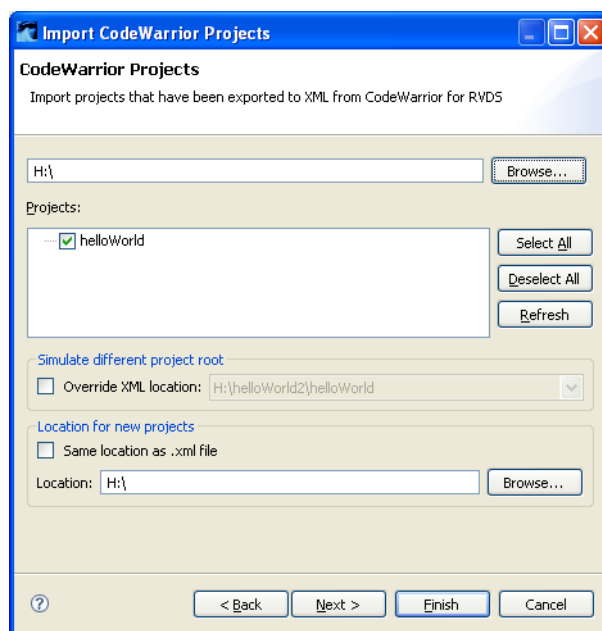 Import CodeWarrior Projects
CodeWarrior Projects
Import projects that have been exported to XML from CodeWarrior for RVDS
H:\
Browse...
Projects:
helloWorld
Select All
Deselect All
Refresh
Simulate different project root
Override XML location: H:\helloWorld2\helloWorld
Location for new projects
Same location as .xml file
Location: H:\ Browse...
? < Back Next > Finish Cancel